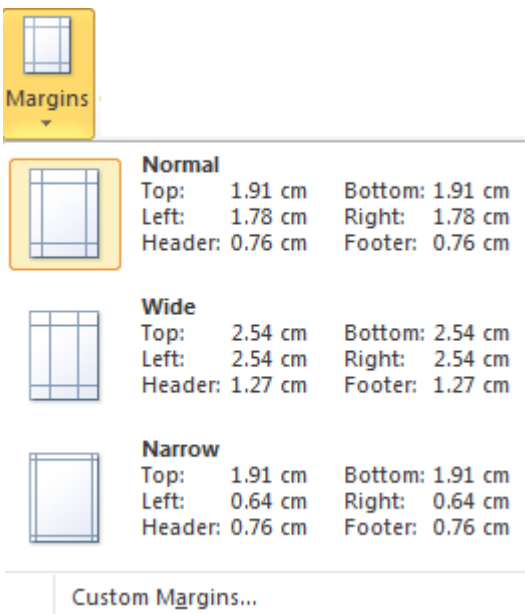 Margins
Normal
Top: 1.91 cm Bottom: 1.91 cm
Left: 1.78 cm Right: 1.78 cm
Header: 0.76 cm Footer: 0.76 cm
Wide
Top: 2.54 cm Bottom: 2.54 cm
Left: 2.54 cm Right: 2.54 cm
Header: 1.27 cm Footer: 1.27 cm
Narrow
Top: 1.91 cm Bottom: 1.91 cm
Left: 0.64 cm Right: 0.64 cm
Header: 0.76 cm Footer: 0.76 cm
Custom Margins...